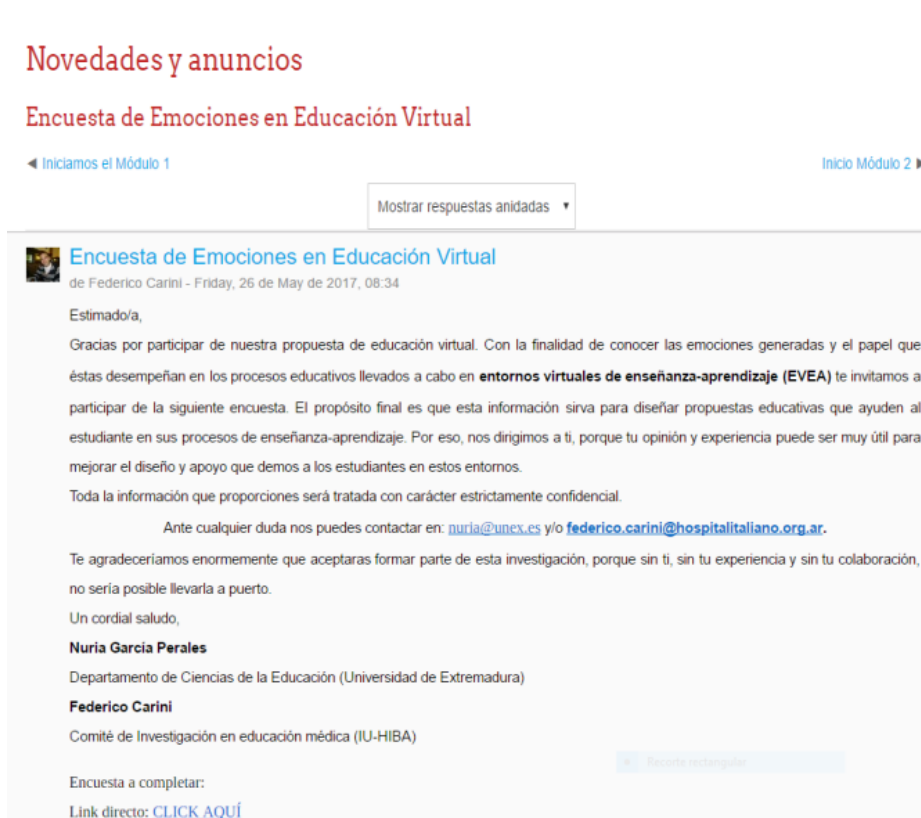 Novedades y anuncios
Encuesta de Emociones en Educación Virtual
◀ Iniciamos el Módulo 1
Inicio Módulo 2 ▶
Mostrar respuestas anidadas ▼
Encuesta de Emociones en Educación Virtual
de Federico Carini - Friday, 26 de May de 2017, 08:34
Estimado/a,
Gracias por participar de nuestra propuesta de educación virtual. Con la finalidad de conocer las emociones generadas y el papel que
éstas desempeñan en los procesos educativos llevados a cabo en entornos virtuales de enseñanza-aprendizaje (EVEA) te invitamos a
participar de la siguiente encuesta. El propósito final es que esta información sirva para diseñar propuestas educativas que ayuden al
estudiante en sus procesos de enseñanza-aprendizaje. Por eso, nos dirigimos a ti, porque tu opinión y experiencia puede ser muy útil para
mejorar el diseño y apoyo que demos a los estudiantes en estos entornos.
Toda la información que proporciones será tratada con carácter estrictamente confidencial.
Ante cualquier duda nos puedes contactar en: nuria@unex.es y/o federico.carini@hospitalitaliano.org.ar.
Te agradeceríamos enormemente que aceptaras formar parte de esta investigación, porque sin ti, sin tu experiencia y sin tu colaboración,
no sería posible llevarla a puerto.
Un cordial saludo,
Nuria García Perales
Departamento de Ciencias de la Educación (Universidad de Extremadura)
Federico Carini
Comité de Investigación en educación médica (IU-HIBA)
Recorte rectangular
Encuesta a completar:
Link directo: CLICK AQUÍ